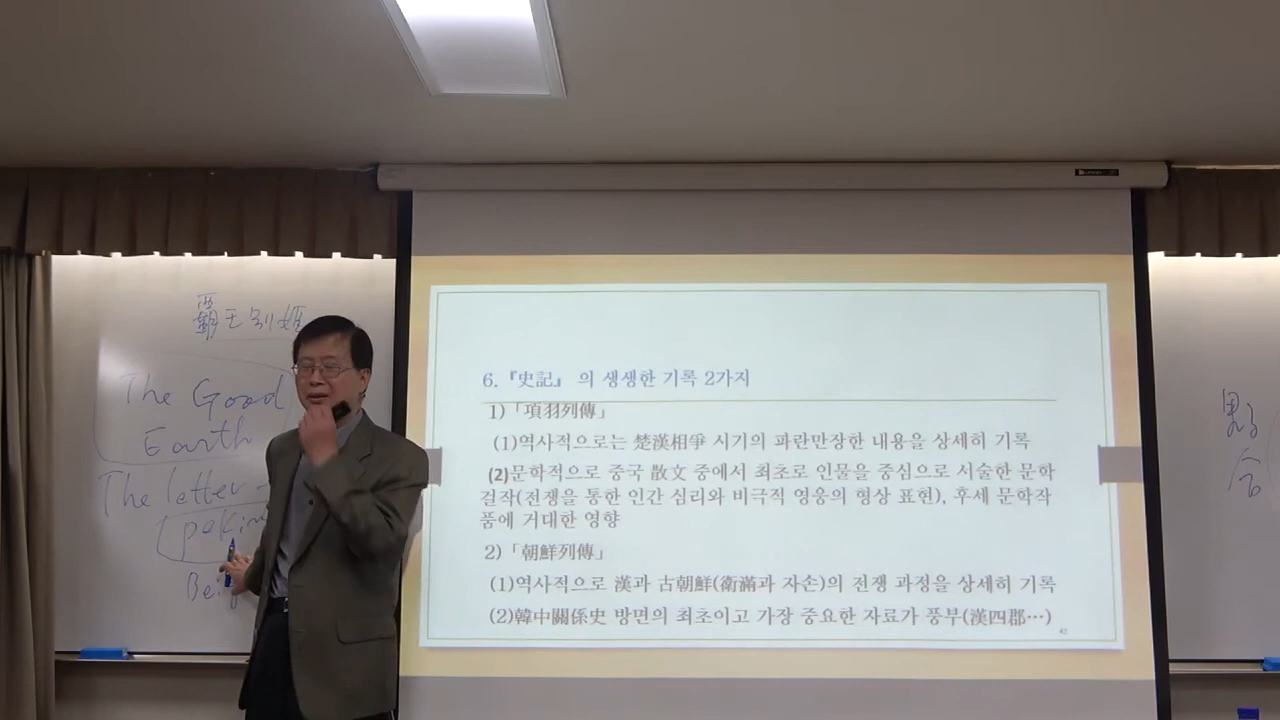 霸王别姬
The Good
Earth
The letter
peking
6.『史記』 의 생생한 기록 2가지
1)「項羽列傳」
(1)역사적으로는 楚漢相爭 시기의 파란만장한 내용을 상세히 기록
(2)문학적으로 중국 散文 중에서 최초로 인물을 중심으로 서술한 문학
걸작(전쟁을 통한 인간 심리와 비극적 영웅의 형상 표현), 후세 문학작
품에 거대한 영향
2)「朝鮮列傳」
(1)역사적으로 漢과 古朝鮮(衛滿과 자손)의 전쟁 과정을 상세히 기록
(2)韓中關係史 방면의 최초이고 가장 중요한 자료가 풍부(漢四郡…)
42